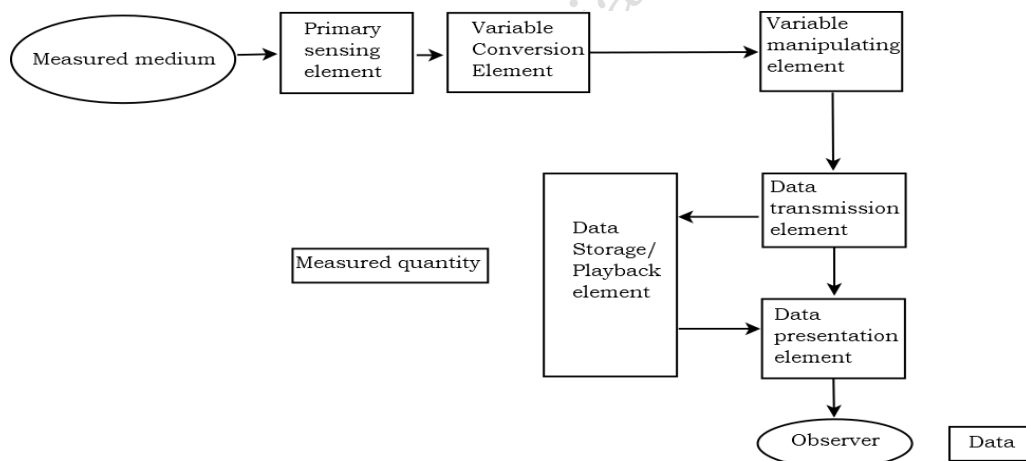 Measured medium
Primary
sensing
element
Variable
Conversion
Element
Variable
manipulating
element
Data
transmission
element
Data
Storage/
Playback
element
Measured quantity
Data
presentation
element
Observer
Data